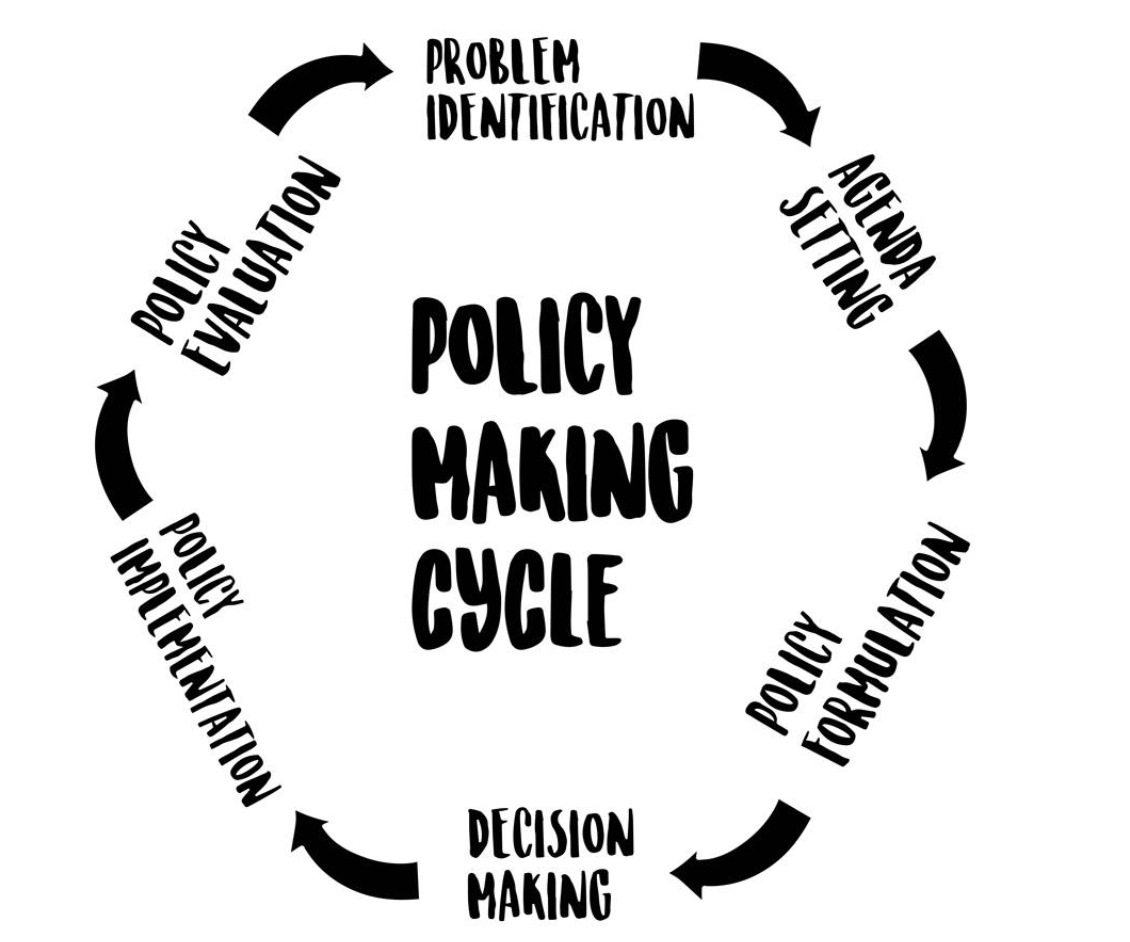 PROBLEM
IDENTIFICATION
AGENDA
SETTING
POLICY
FORMULATION
DECISION
MAKING
POLICY
IMPLEMENTATION
POLICY
EVALUATION
POLICY
MAKING
CYCLE